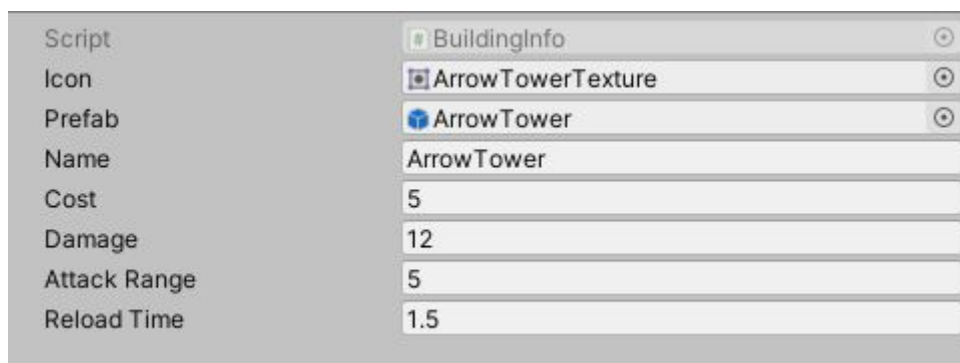 Script BuildingInfo
Icon ArrowTowerTexture
Prefab ArrowTower
Name ArrowTower
Cost 5
Damage 12
Attack Range 5
Reload Time 1.5